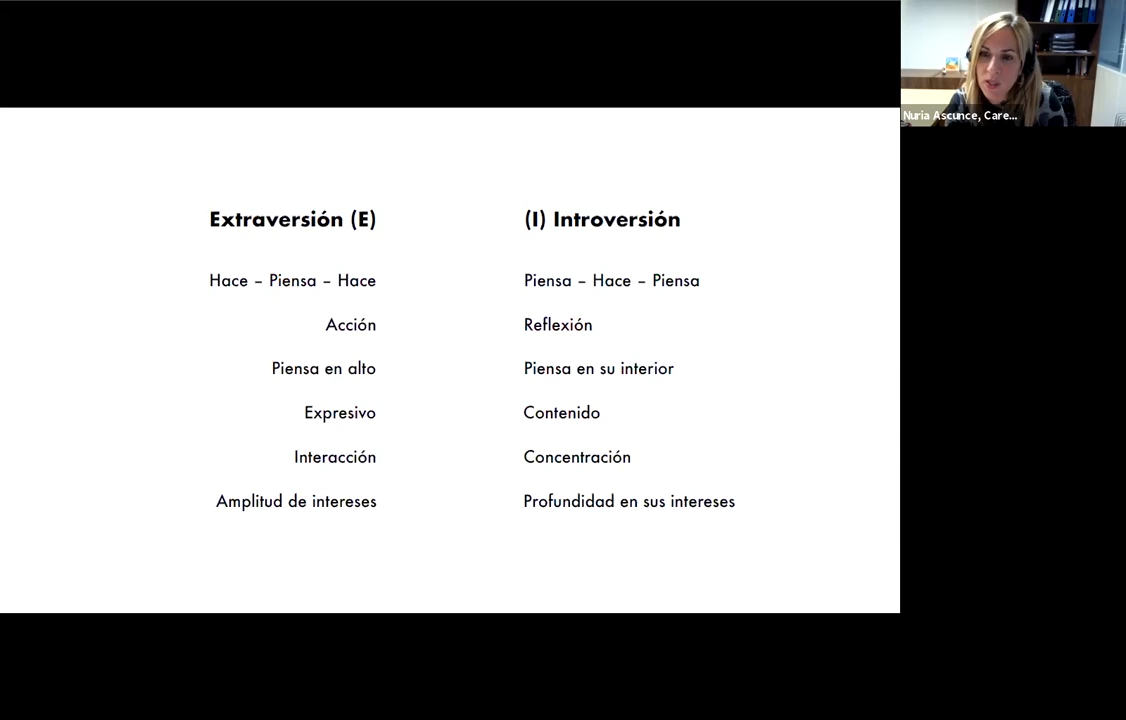 Nuria Ascunce, Care...
Extraversión (E)
(I) Introversión
Hace – Piensa – Hace
Piensa – Hace – Piensa
Acción
Reflexión
Piensa en alto
Piensa en su interior
Expresivo
Contenido
Interacción
Concentración
Amplitud de intereses
Profundidad en sus intereses